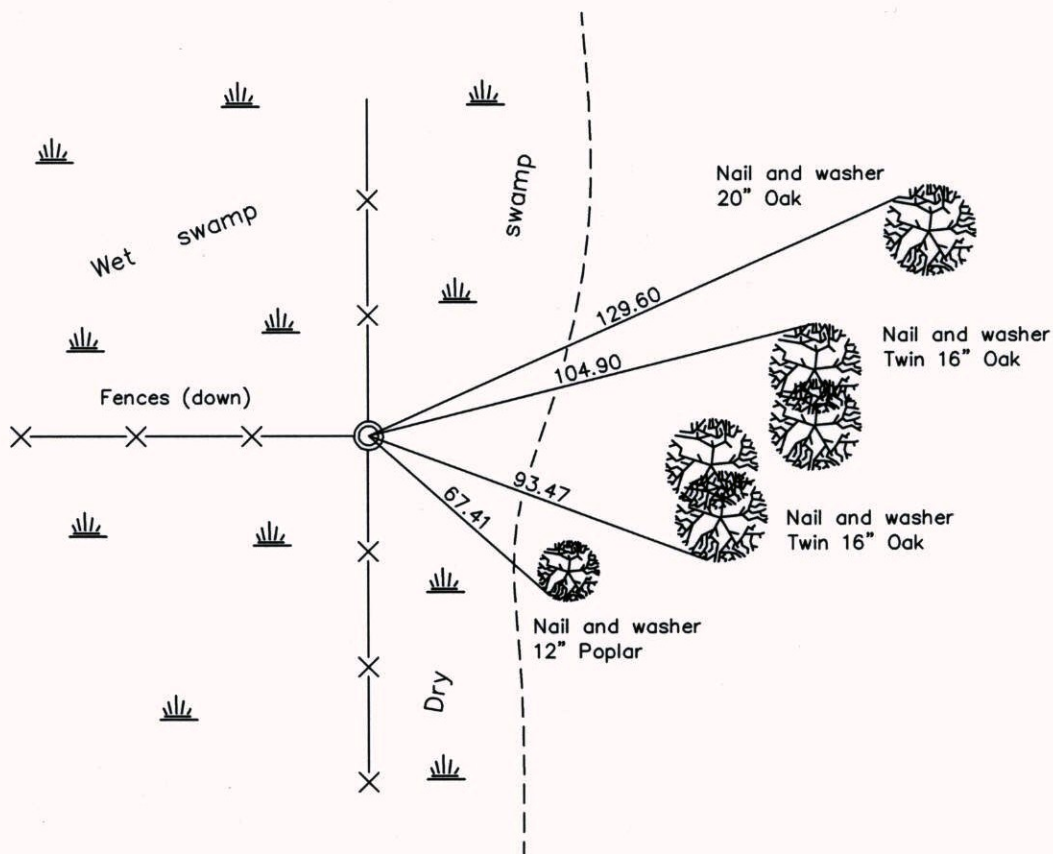 Nail and washer
20" Oak
swamp
Wet swamp
129.60
Nail and washer
Twin 16" Oak
104.90
Fences (down)
93.47
67.41
Nail and washer
Twin 16" Oak
Nail and washer
12" Poplar
Dry